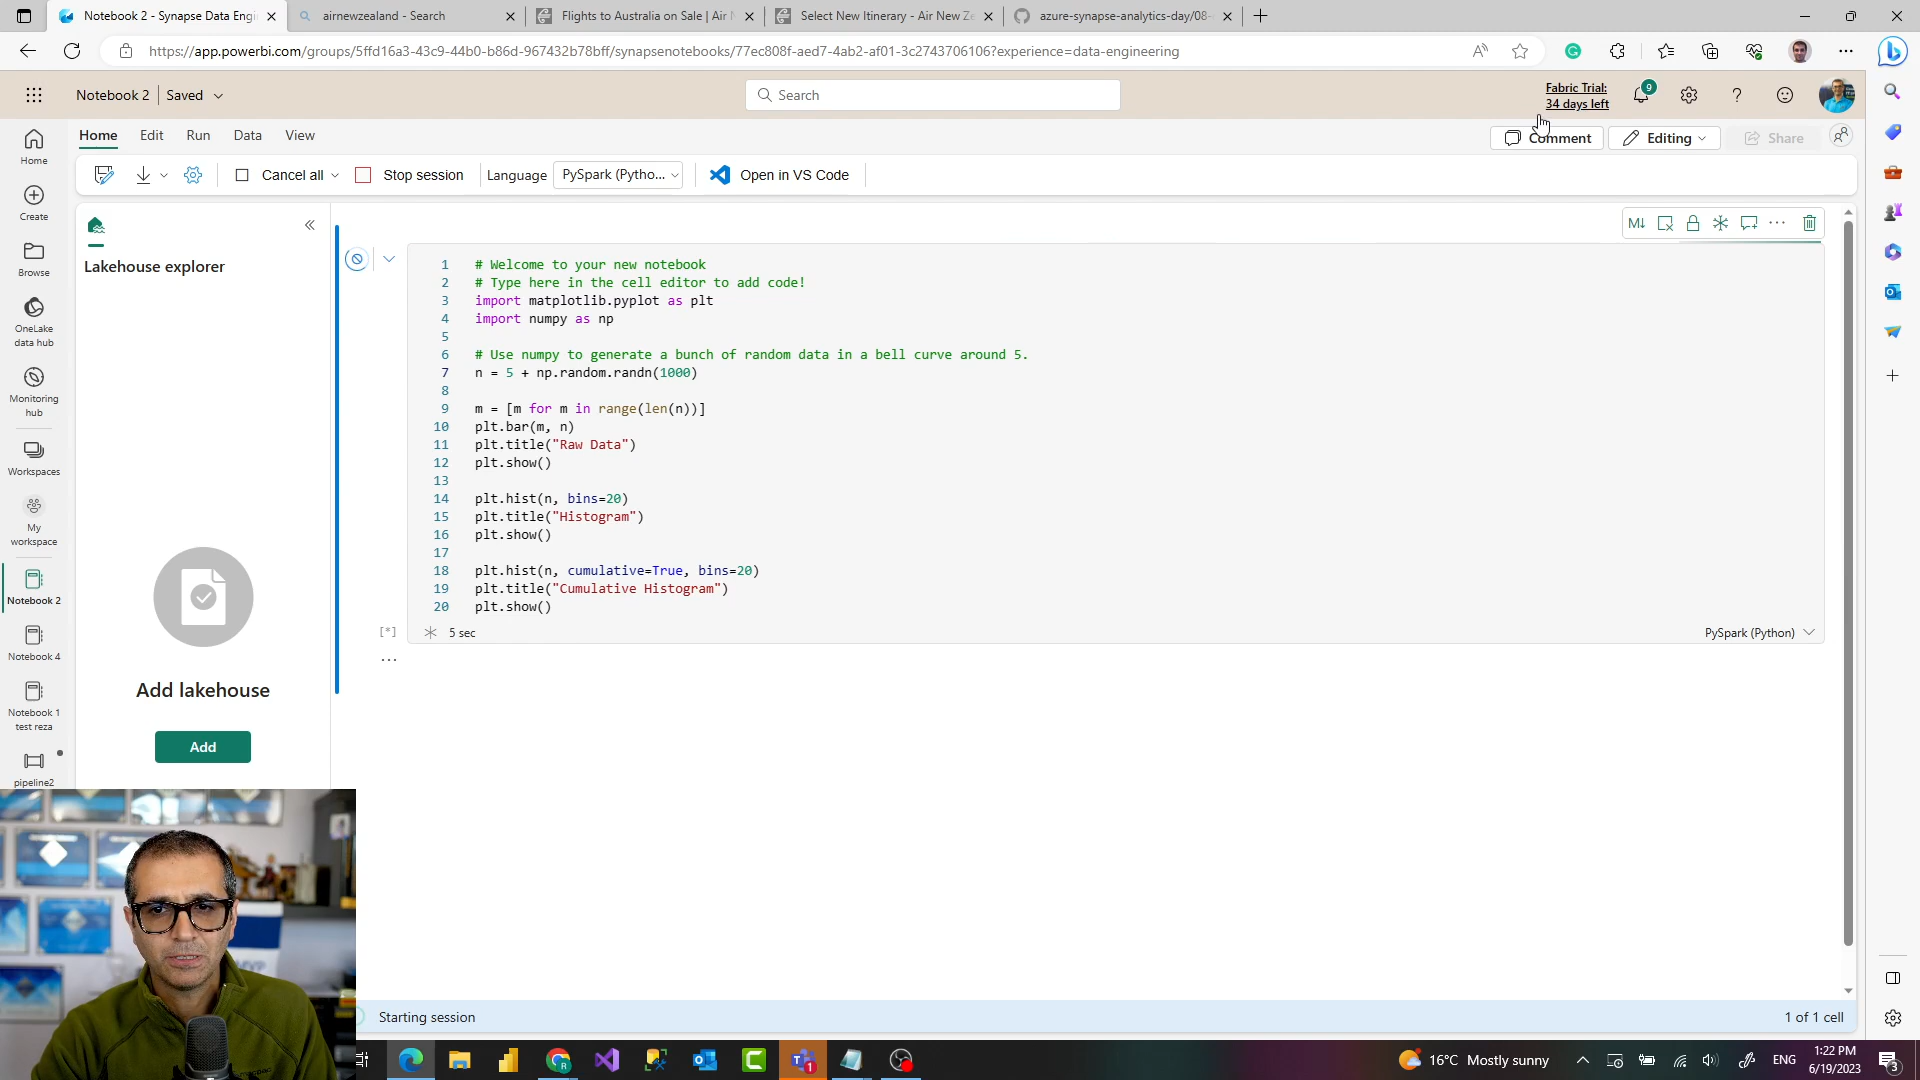 Notebook 2 - Synapse Data Engi
airnewzealand - Search
Flights to Australia on Sale | Air N
Select New Itinerary - Air New Ze
azure-synapse-analytics-day/08-
https://app.powerbi.com/groups/5ffd16a3-43c9-44b0-b86d-967432b78bff/synapsenotebooks/77ec808f-aed7-4ab2-af01-3c2743706106?experience=data-engineering
Notebook 2
Saved
Search
Fabric Trial:
34 days left
9
Home Edit Run Data View
Comment
Editing
Share
Cancel all
Stop session
Language
PySpark (Pytho...
Open in VS Code
Home
Create
Browse
OneLake
data hub
Monitoring
hub
Workspaces
My
workspace
Notebook 2
Notebook 4
Notebook 1
test reza
pipeline2
Lakehouse explorer
Add lakehouse
Add
1 # Welcome to your new notebook
2 # Type here in the cell editor to add code!
3 import matplotlib.pyplot as plt
4 import numpy as np
5
6 # Use numpy to generate a bunch of random data in a bell curve around 5.
7 n = 5 + np.random.randn(1000)
8
9 m = [m for m in range(len(n))]
10 plt.bar(m, n)
11 plt.title("Raw Data")
12 plt.show()
13
14 plt.hist(n, bins=20)
15 plt.title("Histogram")
16 plt.show()
17
18 plt.hist(n, cumulative=True, bins=20)
19 plt.title("Cumulative Histogram")
20 plt.show()
[*]
5 sec
PySpark (Python)
Starting session
1 of 1 cell
16°C Mostly sunny
ENG
1:22 PM
6/19/2023
3